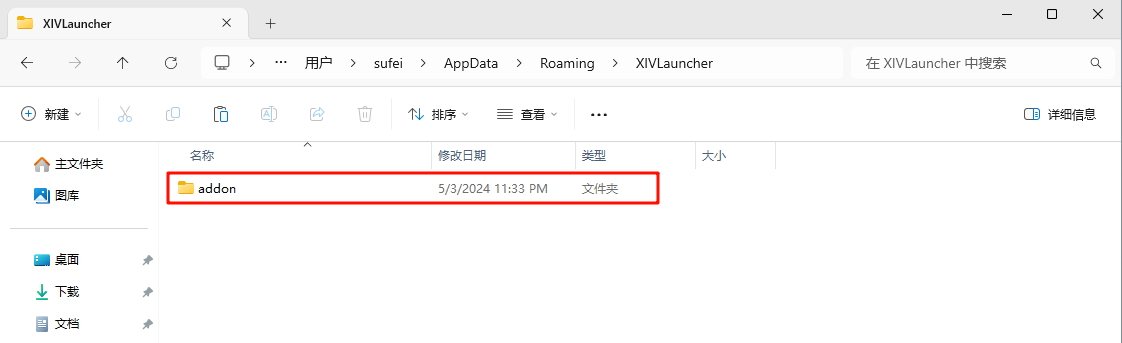 XIVLauncher
用户 sufei AppData Roaming XIVLauncher
在 XIVLauncher 中搜索
新建 排序 查看 详细信息
名称 修改日期 类型 大小
addon 5/3/2024 11:33 PM 文件夹
主文件夹
图库
桌面
下载
文档